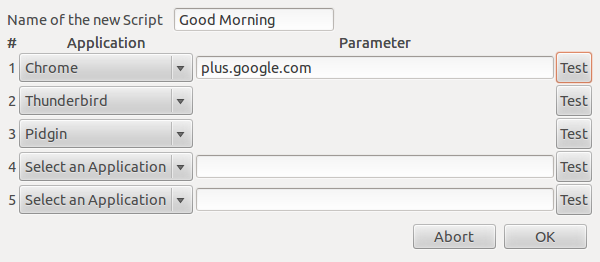 Name of the new Script Good Morning
# Application Parameter
1 Chrome plus.google.com Test
2 Thunderbird Test
3 Pidgin Test
4 Select an Application Test
5 Select an Application Test
Abort OK